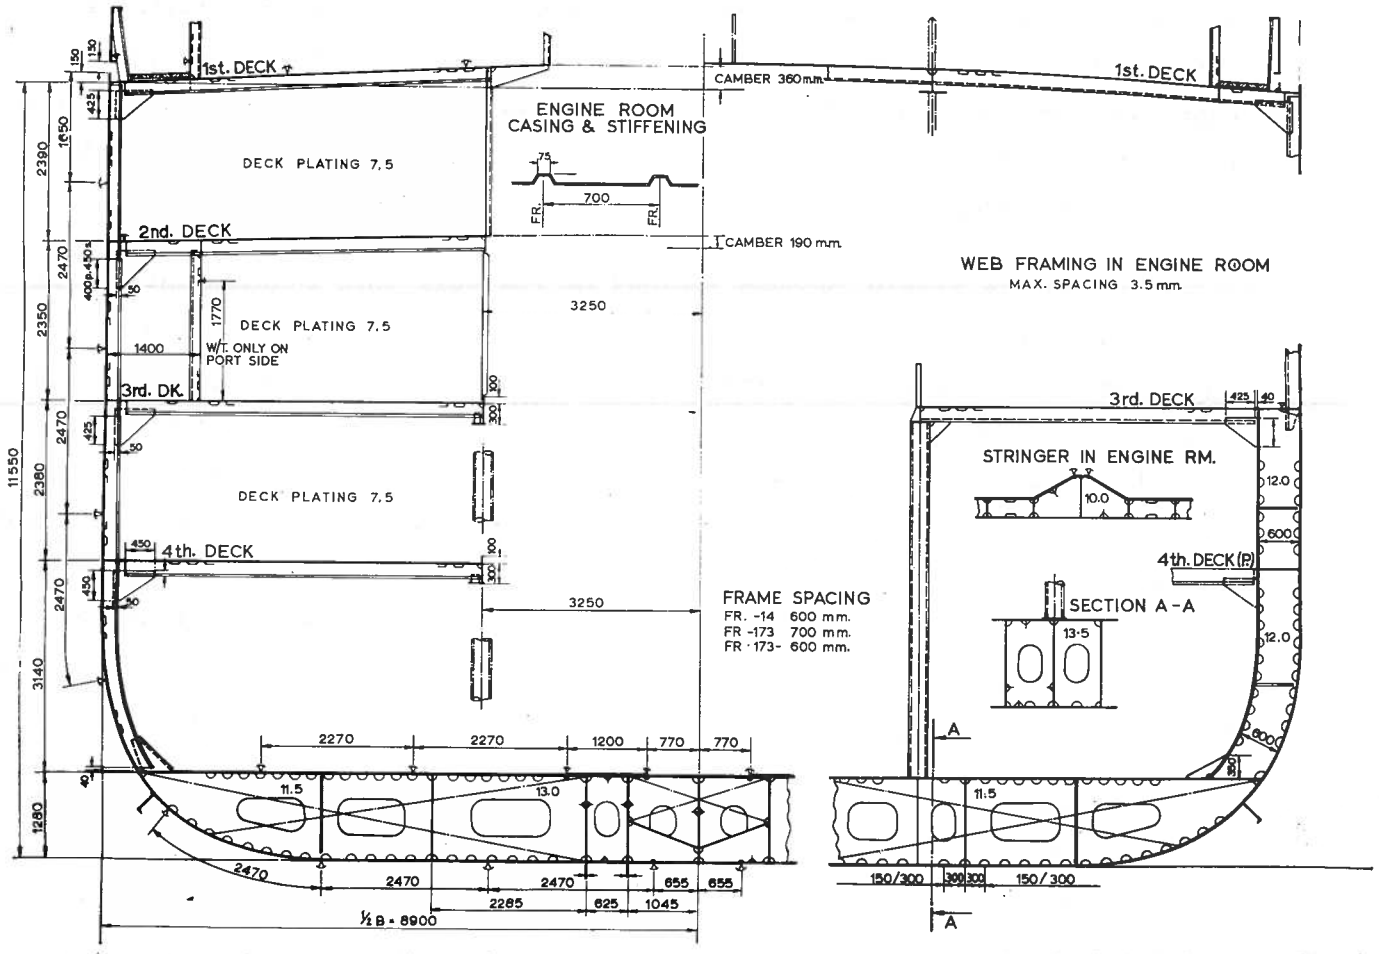 150
150
1st. DECK
CAMBER 360 mm.
1st. DECK
425
1650
2390
ENGINE ROOM
CASING & STIFFENING
DECK PLATING 7,5
75
700
FR.
FR.
2nd. DECK
CAMBER 190 mm.
2470
400p.450s.
50
WEB FRAMING IN ENGINE ROOM
MAX. SPACING 3.5 mm.
2350
1770
3250
DECK PLATING 7,5
1400
W/T. ONLY ON
PORT SIDE
3rd. DK.
100
300
425
50
3rd. DECK
425
40
2470
11550
2380
STRINGER IN ENGINE RM.
10.0
12.0
DECK PLATING 7,5
600
450
4th. DECK
100
300
4th. DECK (P.)
450
50
2470
3250
FRAME SPACING
FR. -14 600 mm.
FR -173 700 mm.
FR 173- 600 mm.
SECTION A-A
13.5
12.0
3140
2270
2270
1200
770
770
A
600
350
40
11.5
13.0
11.5
1280
2470
2470
2470
655
655
150/300
300
300
150/300
2285
625
1045
½ B = 8900
A